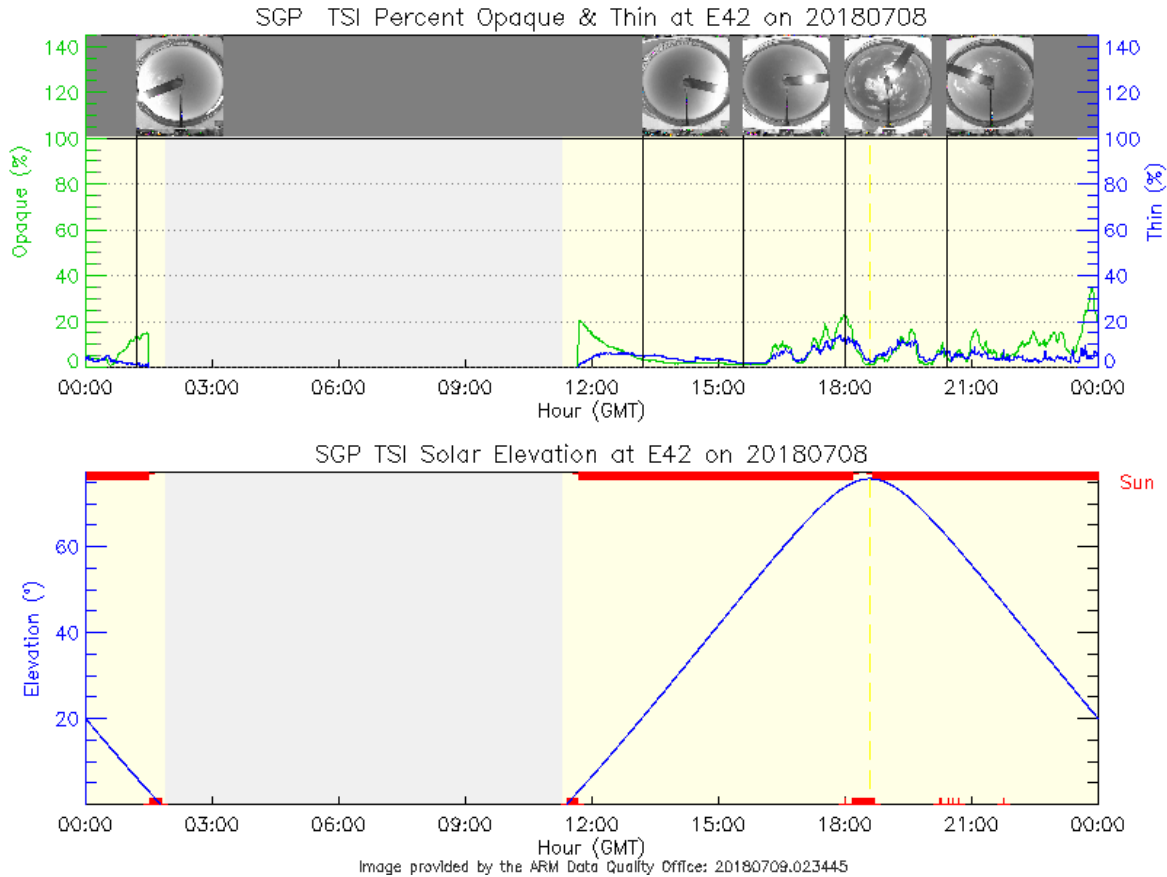 SGP TSI Percent Opaque & Thin at E42 on 20180708
140 140
120 120
100 100
80 80
60 60
40 40
20 20
0 0
Opaque (%)
Thin (%)
00:00 03:00 06:00 09:00 12:00 15:00 18:00 21:00 00:00
Hour (GMT)
SGP TSI Solar Elevation at E42 on 20180708
Sun
60
40
20
Elevation (°)
00:00 03:00 06:00 09:00 12:00 15:00 18:00 21:00 00:00
Hour (GMT)
Image provided by the ARM Data Quality Office: 20180709.023445